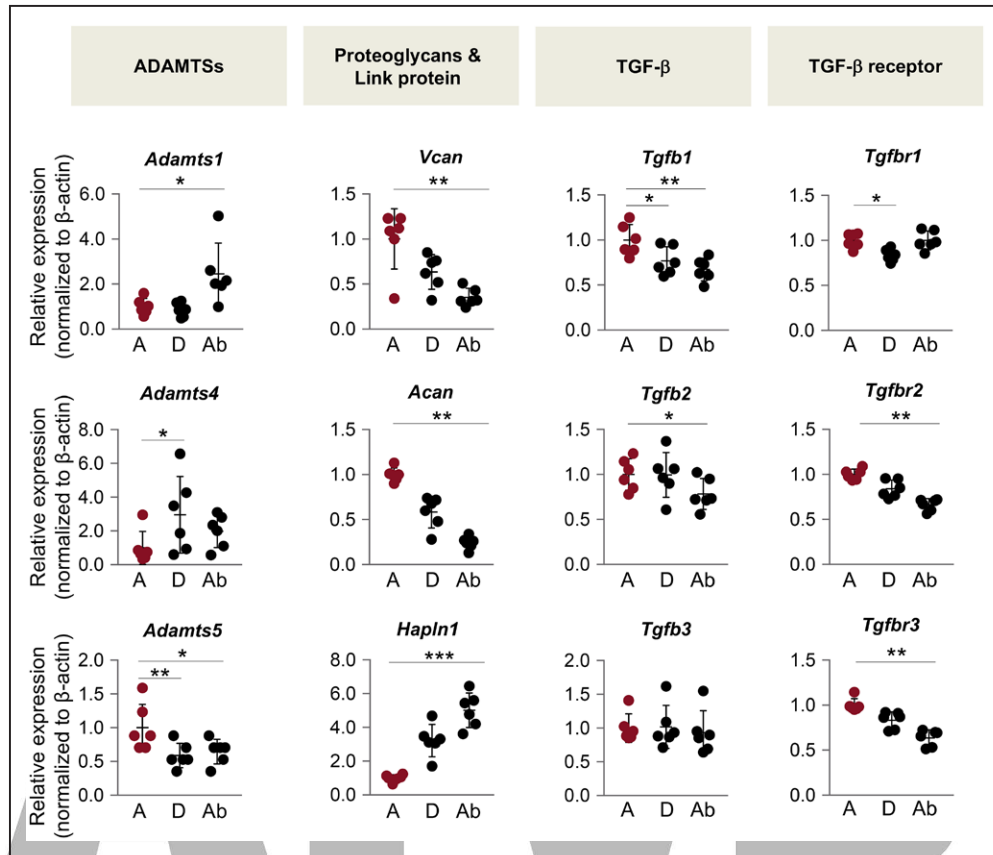 ADAMTSs
Proteoglycans &
Link protein
TGF-β
TGF-β receptor
Relative expression
(normalized to β-actin)
Adamts1
*
6.0
4.0
2.0
0.0
A D Ab
Vcan
**
1.5
1.0
0.5
0.0
A D Ab
Tgfb1
**
*
1.5
1.0
0.5
0.0
A D Ab
Tgfbr1
*
1.5
1.0
0.5
0.0
A D Ab
Relative expression
(normalized to β-actin)
Adamts4
*
8.0
6.0
4.0
2.0
0.0
A D Ab
Acan
**
1.5
1.0
0.5
0.0
A D Ab
Tgfb2
*
1.5
1.0
0.5
0.0
A D Ab
Tgfbr2
**
1.5
1.0
0.5
0.0
A D Ab
Relative expression
(normalized to β-actin)
Adamts5
*
**
2.0
1.5
1.0
0.5
0.0
A D Ab
Hapln1
***
8.0
6.0
4.0
2.0
0.0
A D Ab
Tgfb3
2.0
1.5
1.0
0.5
0.0
A D Ab
Tgfbr3
**
1.5
1.0
0.5
0.0
A D Ab